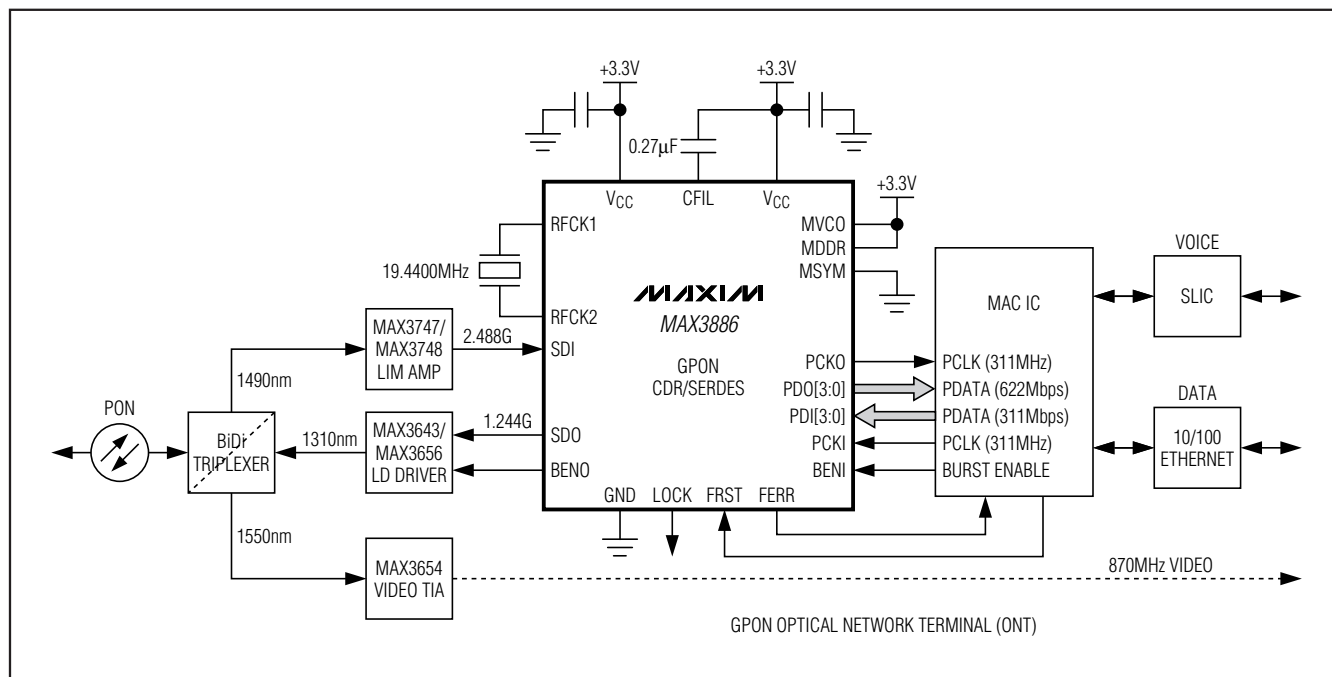 +3.3V
+3.3V
0.27μF
VCC
CFIL
VCC
+3.3V
RFCK1
19.4400MHz
RFCK2
MVCO
MDDR
MSYM
MAXIM
MAX3886
GPON
CDR/SERDES
MAX3747/
MAX3748
LIM AMP
2.488G
SDI
1490nm
PON
BiDi
TRIPLEXER
1310nm
MAX3643/
MAX3656
LD DRIVER
1.244G
SDO
BENO
1550nm
MAX3654
VIDEO TIA
GND
LOCK
FRST
FERR
PCKO
PDO[3:0]
PDI[3:0]
PCKI
BENI
MAC IC
PCLK (311MHz)
PDATA (622Mbps)
PDATA (311Mbps)
PCLK (311MHz)
BURST ENABLE
VOICE
SLIC
DATA
10/100
ETHERNET
870MHz VIDEO
GPON OPTICAL NETWORK TERMINAL (ONT)